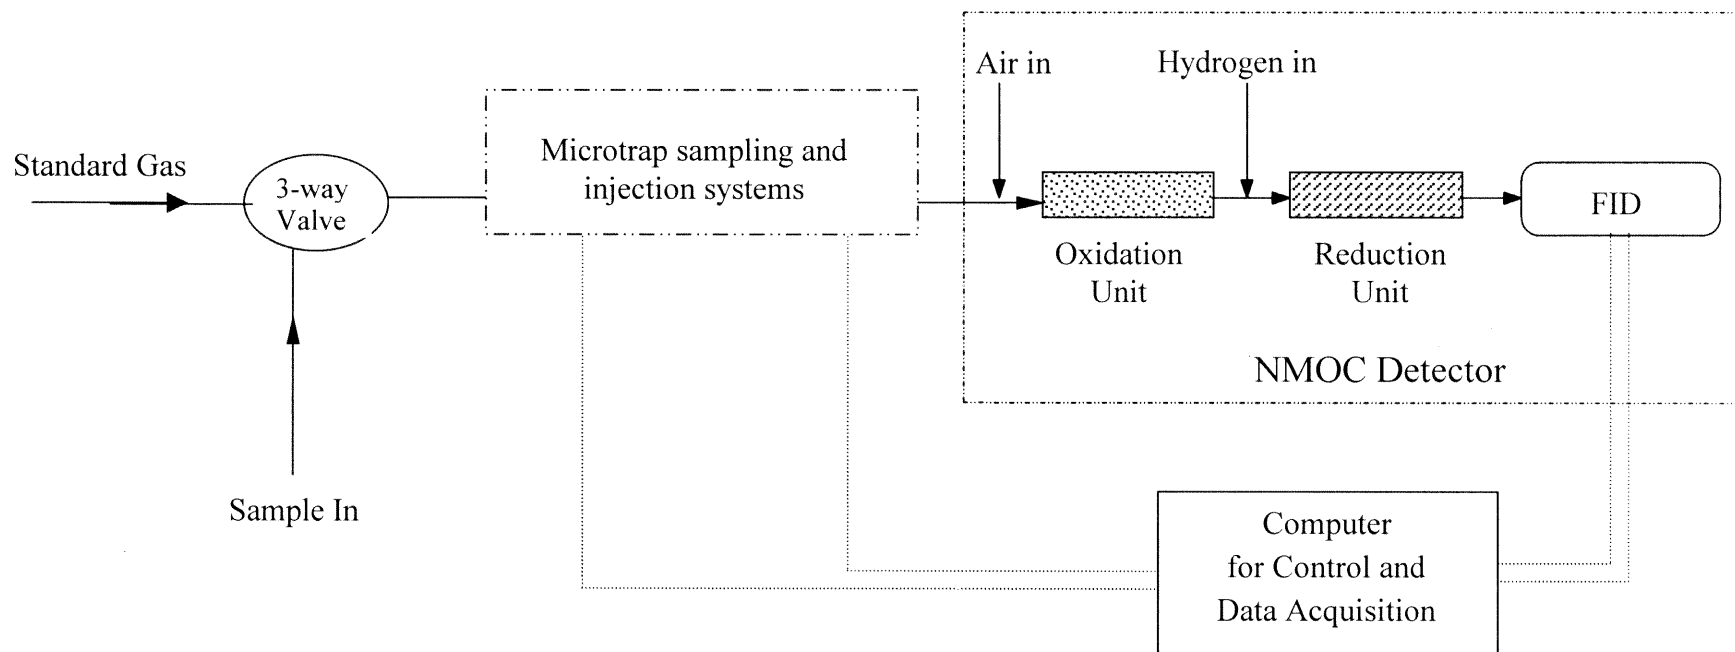 Air in
Hydrogen in
Standard Gas
3-way
Valve
Microtrap sampling and
injection systems
FID
Oxidation
Unit
Reduction
Unit
NMOC Detector
Sample In
Computer
for Control and
Data Acquisition